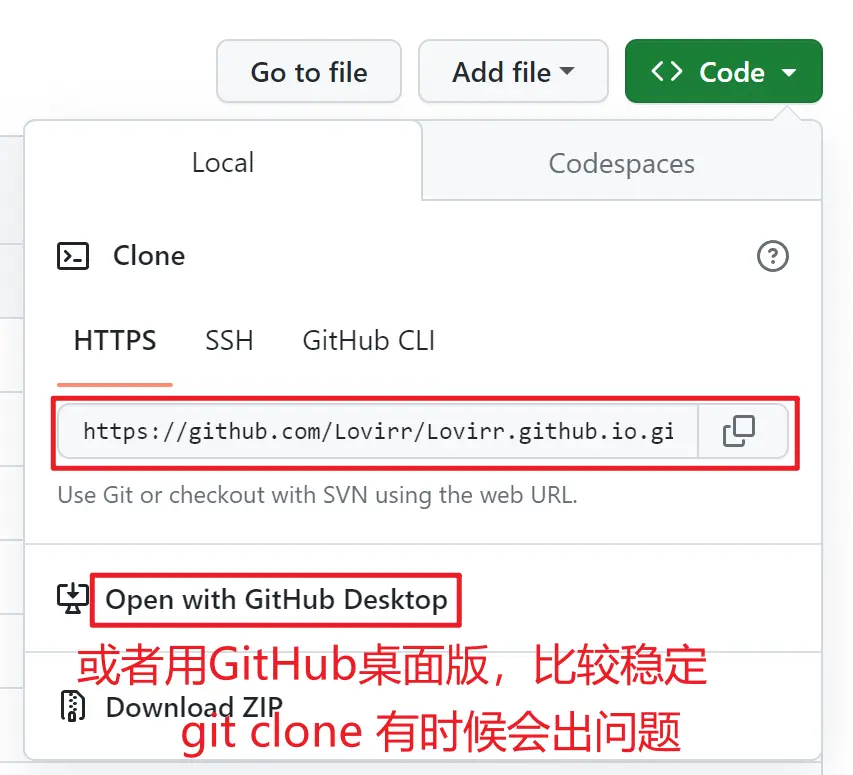 Go to file Add file Code
Local Codespaces
Clone
HTTPS SSH GitHub CLI
https://github.com/Lovirr/Lovirr.github.io.gi
Use Git or checkout with SVN using the web URL.
Open with GitHub Desktop
或者用GitHub桌面版，比较稳定
Download ZIP
git clone 有时候会出问题